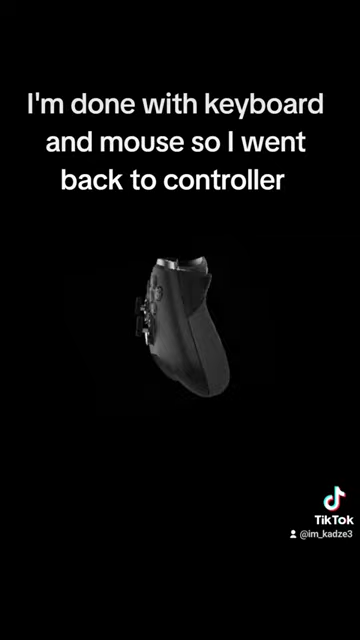 I'm done with keyboard
and mouse so I went
back to controller
TikTok
@im_kadze3